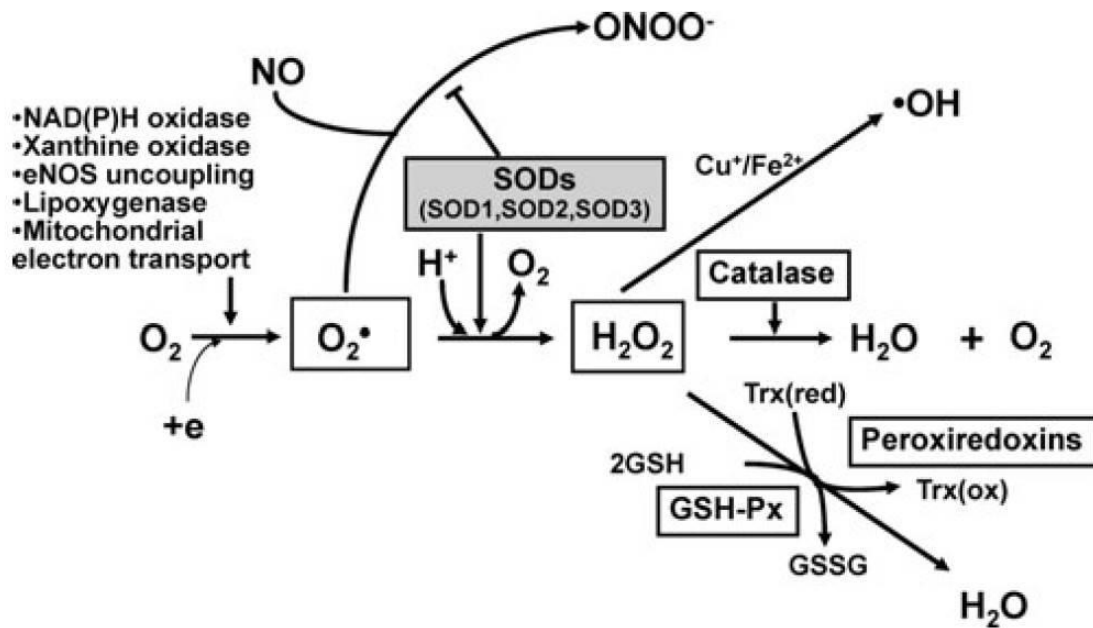 ONOO⁻
NO
•NAD(P)H oxidase
•Xanthine oxidase
•eNOS uncoupling
•Lipoxygenase
•Mitochondrial
electron transport
•OH
Cu⁺/Fe²⁺
SODs
(SOD1,SOD2,SOD3)
H⁺
O₂
Catalase
O₂
O₂•
H₂O₂
H₂O + O₂
+e
Trx(red)
Peroxiredoxins
2GSH
Trx(ox)
GSH-Px
GSSG
H₂O